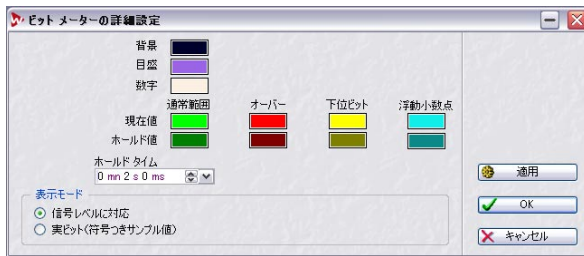 ビット メーターの詳細設定
背景
目盛
数字
通常範囲 オーバー 下位ビット 浮動小数点
現在値
ホールド値
ホールド タイム
0 mn 2 s 0 ms
適用
表示モード
信号レベルに対応
OK
実ビット(符号つきサンプル値)
キャンセル